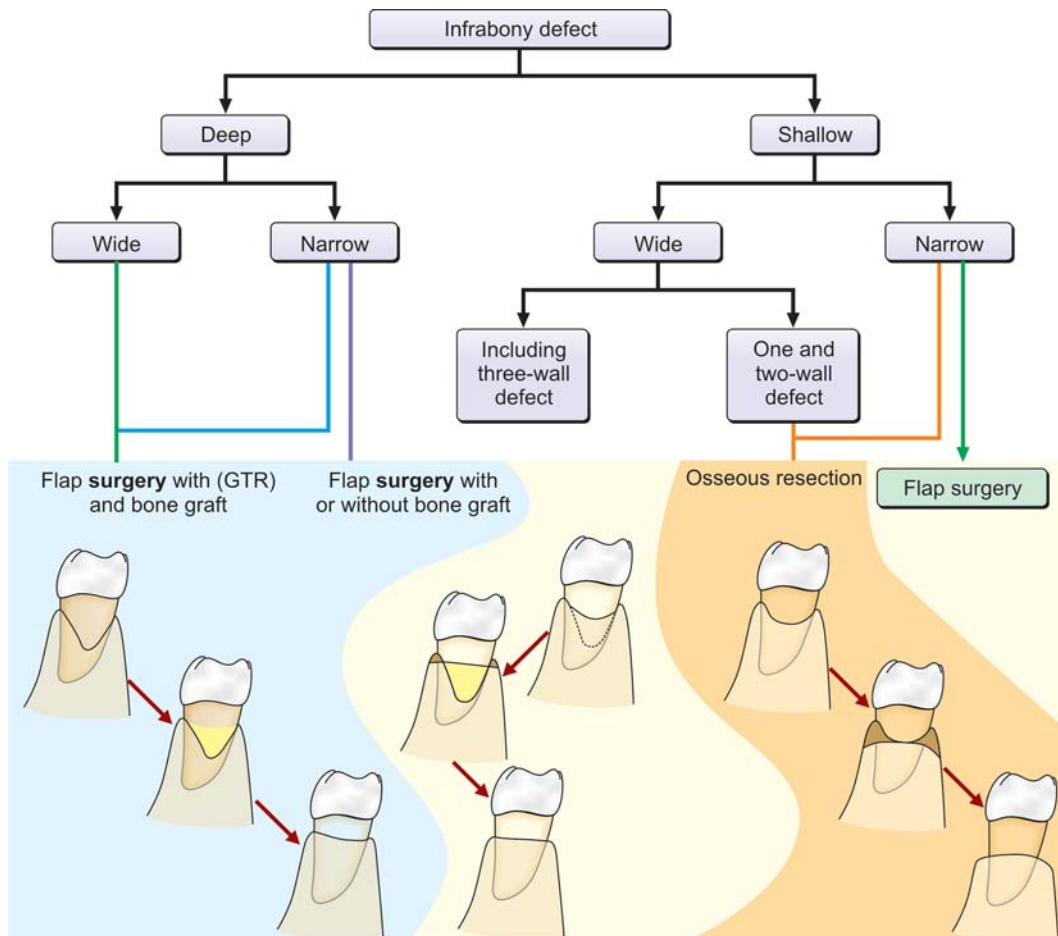 Infrabony defect
Deep
Shallow
Wide
Narrow
Wide
Narrow
Including
three-wall
defect
One and
two-wall
defect
Flap surgery with (GTR)
and bone graft
Flap surgery with
or without bone graft
Osseous resection
Flap surgery